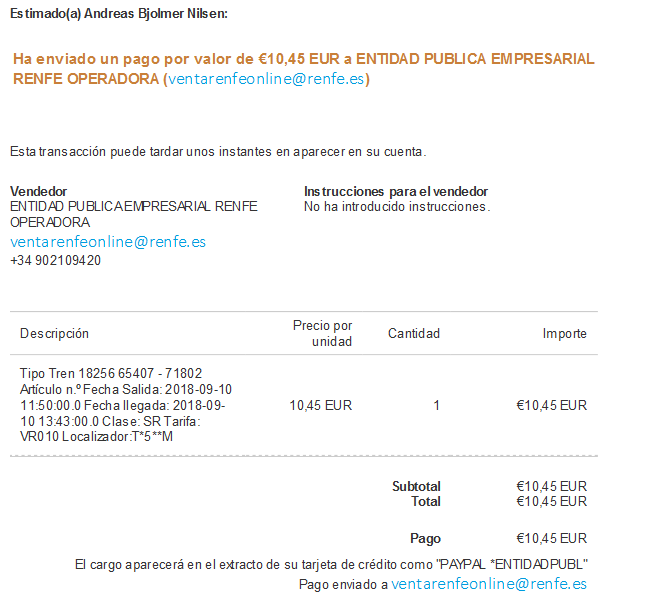 Estimado(a) Andreas Bjolmer Nilsen:
Ha enviado un pago por valor de €10,45 EUR a ENTIDAD PUBLICA EMPRESARIAL
RENFE OPERADORA (ventarenfeonline@renfe.es)
Esta transacción puede tardar unos instantes en aparecer en su cuenta.
Vendedor
ENTIDAD PUBLICA EMPRESARIAL RENFE
OPERADORA
ventarenfeonline@renfe.es
+34 902109420
Instrucciones para el vendedor
No ha introducido instrucciones.
Descripción Precio por unidad Cantidad Importe
Tipo Tren 18256 65407 - 71802
Artículo n.º Fecha Salida: 2018-09-10
11:50:00.0 Fecha llegada: 2018-09-
10 13:43:00.0 Clase: SR Tarifa:
VR010 Localizador:T*5**M
10,45 EUR 1 €10,45 EUR
Subtotal €10,45 EUR
Total €10,45 EUR
Pago €10,45 EUR
El cargo aparecerá en el extracto de su tarjeta de crédito como "PAYPAL *ENTIDADPUBL"
Pago enviado a ventarenfeonline@renfe.es